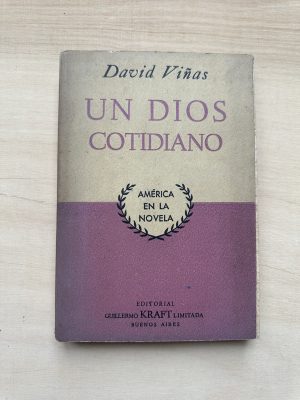 David Viñas
UN DIOS
COTIDIANO
AMÉRICA
EN LA
NOVELA
EDITORIAL
GUILLERMO KRAFT LIMITADA
BUENOS AIRES